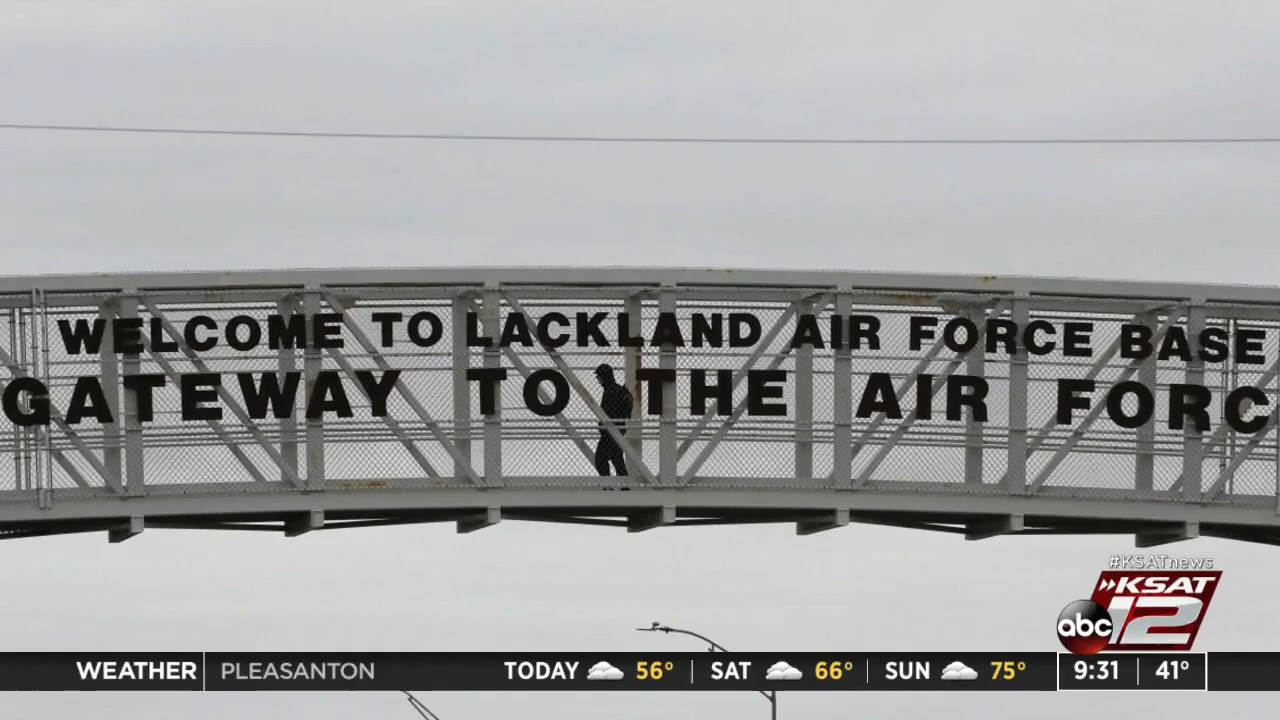 WELCOME TO LACKLAND AIR FORCE BASE
GATEWAY TO THE AIR FORC
#KSATnews
KSAT
abc 12
WEATHER PLEASANTON TODAY 56° SAT 66° SUN 75° 9:31 41°